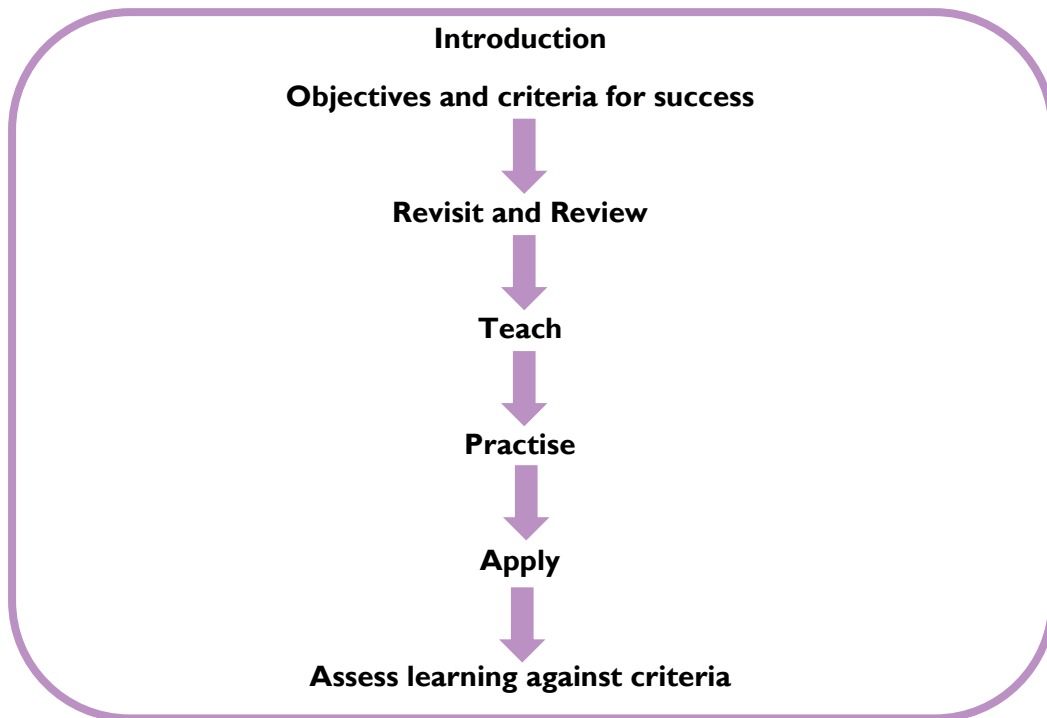 Introduction
Objectives and criteria for success
Revisit and Review
Teach
Practise
Apply
Assess learning against criteria